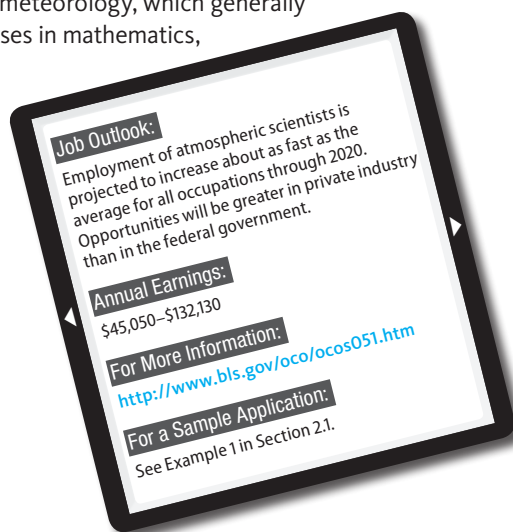 meteorology, which generally
ses in mathematics,
Job Outlook:
Employment of atmospheric scientists is
projected to increase about as fast as the
average for all occupations through 2020.
Opportunities will be greater in private industry
than in the federal government.
Annual Earnings:
$45,050–$132,130
For More Information:
http://www.bls.gov/oco/ocos051.htm
For a Sample Application:
See Example 1 in Section 2.1.